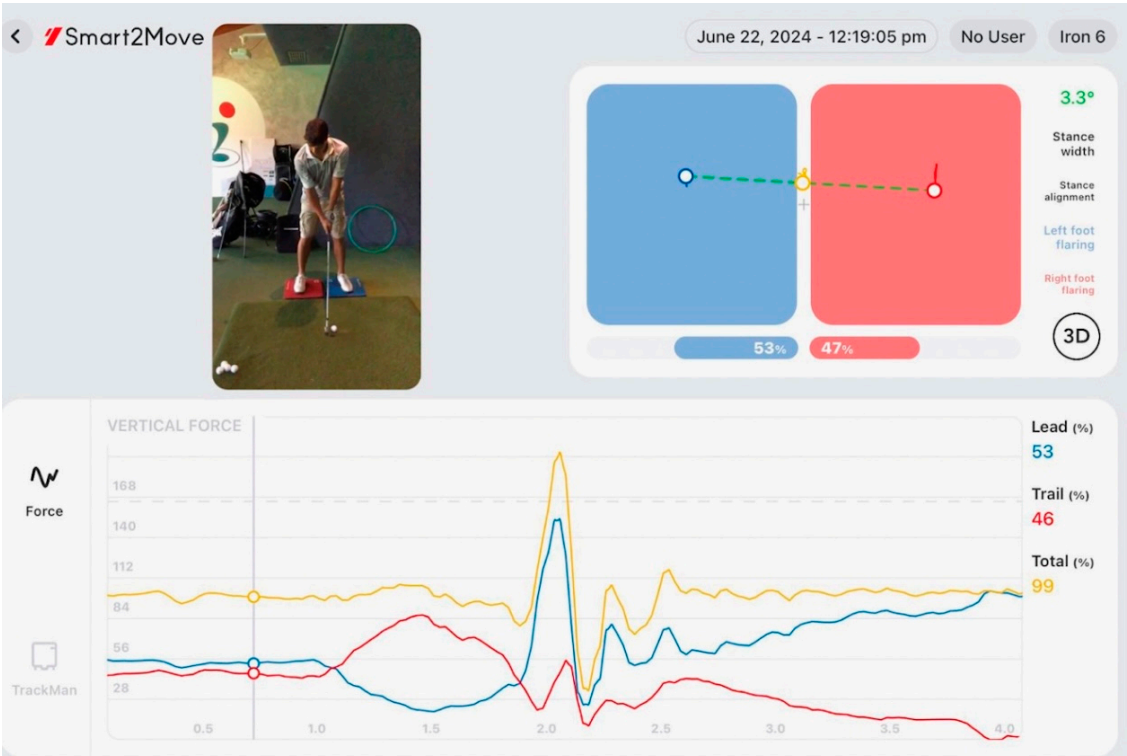 Smart2Move
June 22, 2024 - 12:19:05 pm
No User
Iron 6
3.3°
Stance
width
Stance
alignment
Left foot
flaring
Right foot
flaring
3D
53%
47%
VERTICAL FORCE
Force
TrackMan
168
140
112
84
56
28
0.5
1.0
1.5
2.0
2.5
3.0
3.5
4.0
Lead (%)
53
Trail (%)
46
Total (%)
99